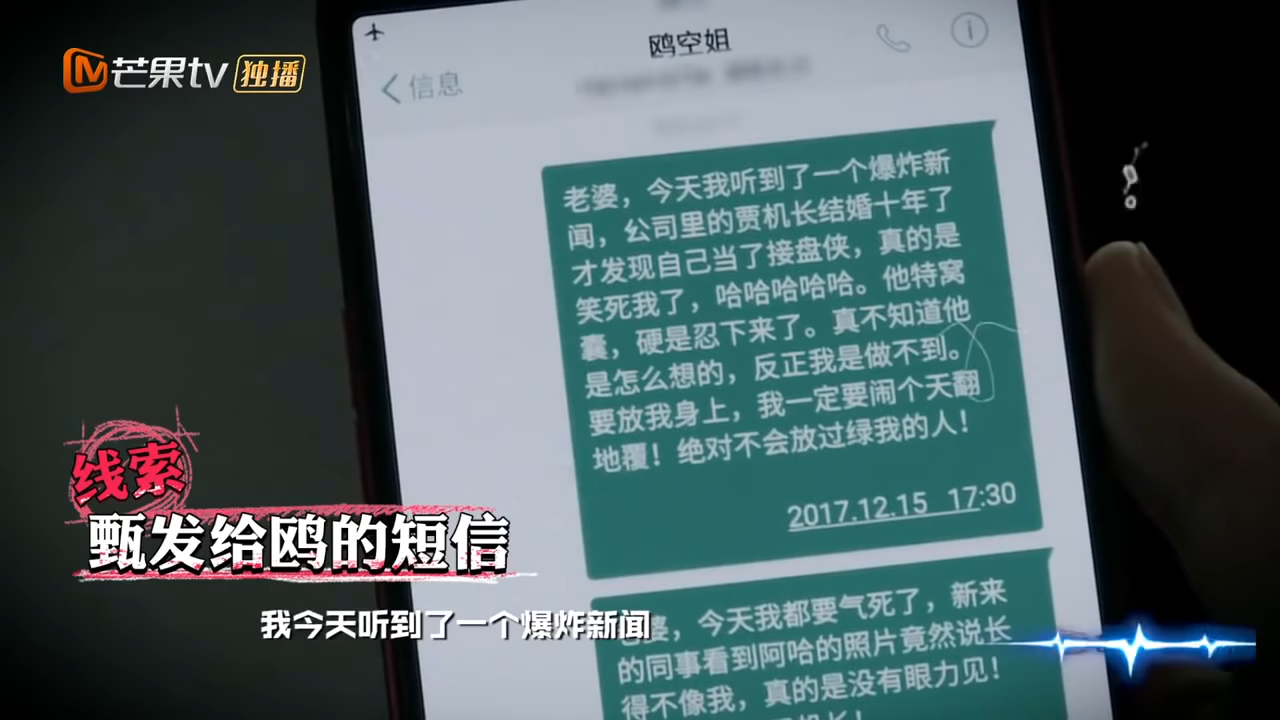 芒果tv 独播
鸥空姐
信息
老婆，今天我听到了一个爆炸新
闻，公司里的贾机长结婚十年了
才发现自己当了接盘侠，真的是
笑死我了，哈哈哈哈哈。他特窝
囊，硬是忍下来了。真不知道他
是怎么想的，反正我是做不到。
要放我身上，我一定要闹个天翻
地覆！绝对不会放过绿我的人！
2017.12.15 17:30
老婆，今天我都要气死了，新来
的同事看到阿哈的照片竟然说长
得不像我，真的是没有眼力见！
线索
甄发给鸥的短信
我今天听到了一个爆炸新闻